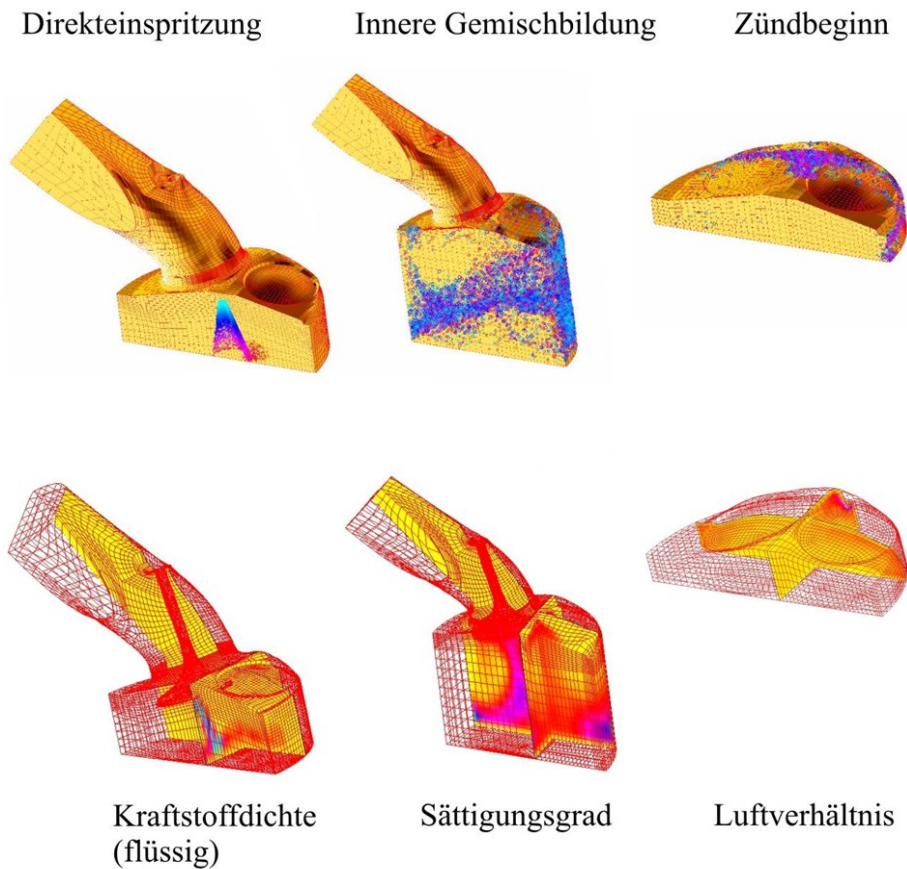 Direkteinspritzung
Innere Gemischbildung
Zündbeginn
Kraftstoffdichte
(flüssig)
Sättigungsgrad
Luftverhältnis